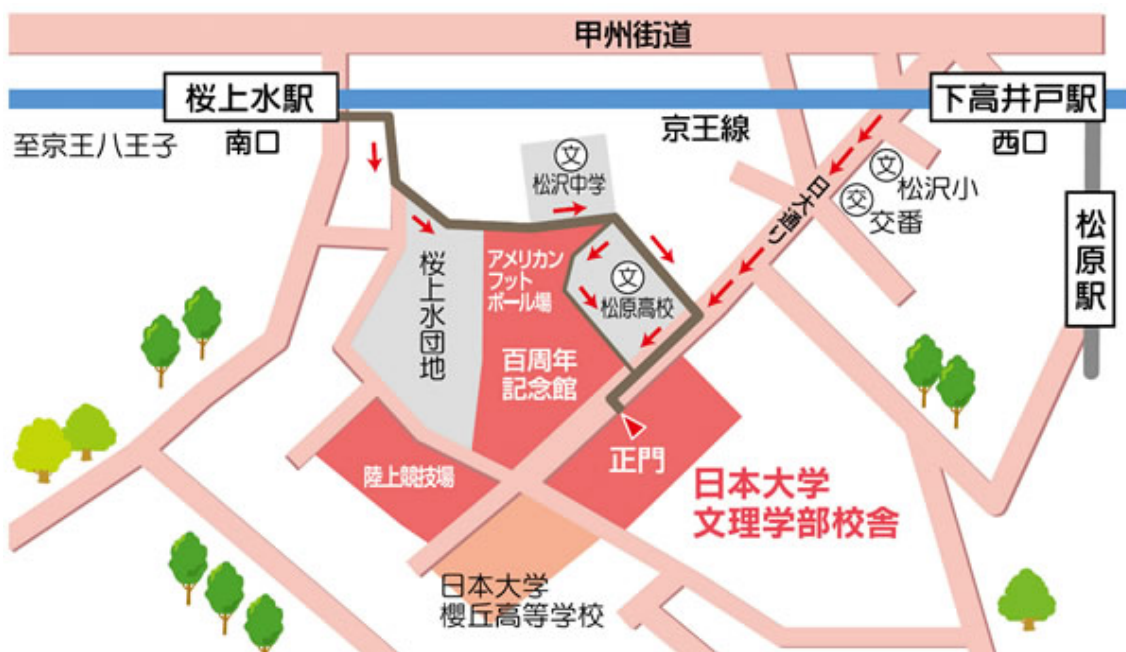 甲州街道
桜上水駅
下高井戸駅
至京王八王子
南口
京王線
西口
文
松沢中学
文
松沢小
交
交番
日大通り
松原駅
桜上水団地
アメリカン
フット
ボール場
文
松原高校
百周年
記念館
陸上競技場
正門
日本大学
文理学部校舎
日本大学
櫻丘高等学校